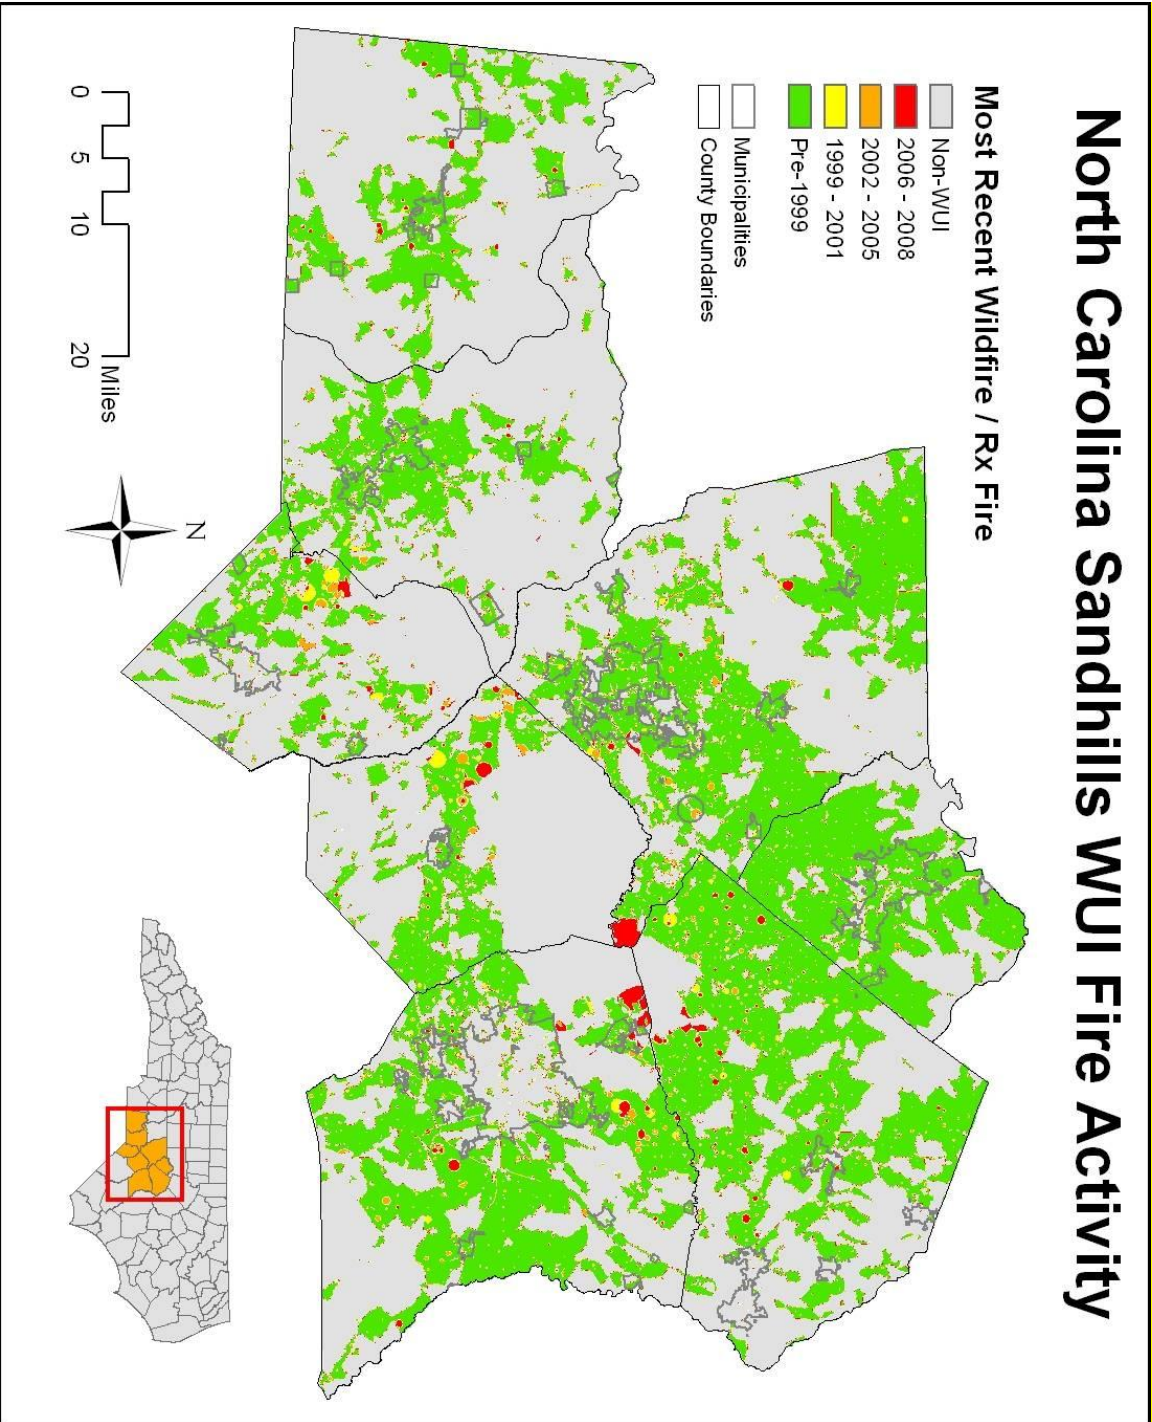 North Carolina Sandhills WUI Fire Activity
Most Recent Wildfire / Rx Fire
Non-WUI
2006 - 2008
2002 - 2005
1999 - 2001
Pre-1999
Municipalities
County Boundaries
0 5 10 20
Miles
N